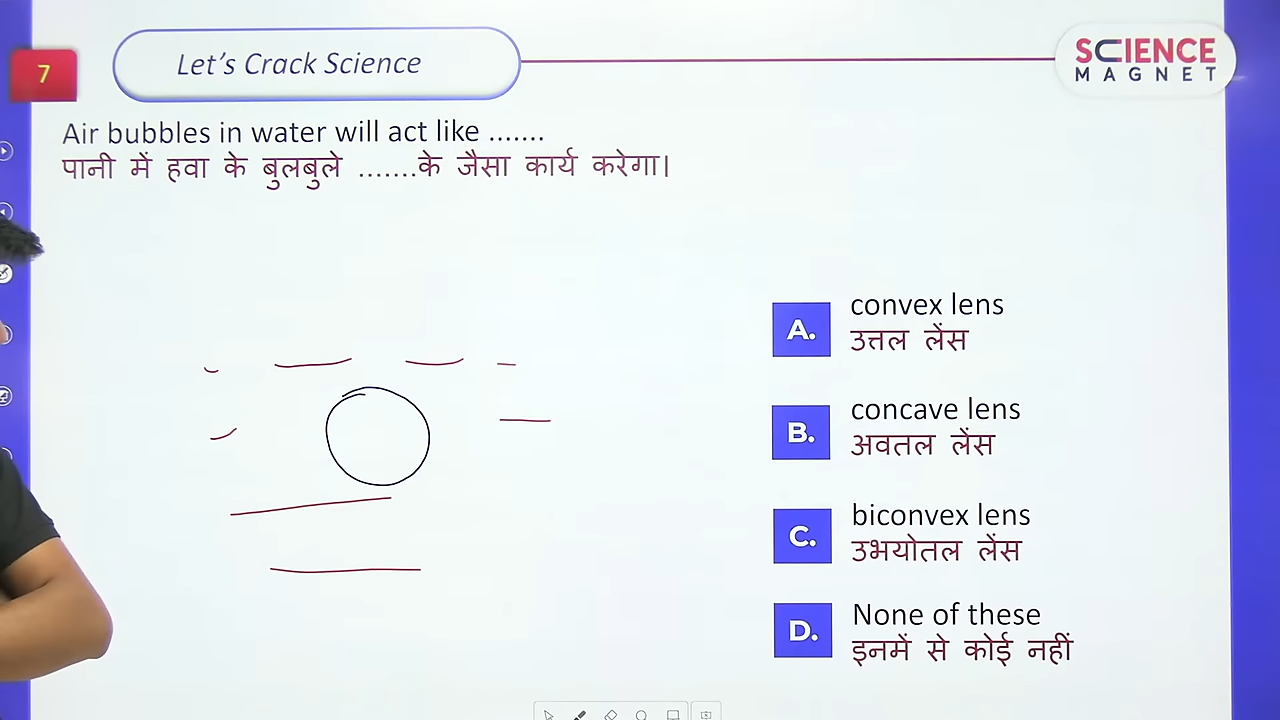 7
Let's Crack Science
SCIENCE
MAGNET
Air bubbles in water will act like .......
पानी में हवा के बुलबुले .......के जैसा कार्य करेगा।
A. convex lens
उत्तल लेंस
B. concave lens
अवतल लेंस
C. biconvex lens
उभयोतल लेंस
D. None of these
इनमें से कोई नहीं